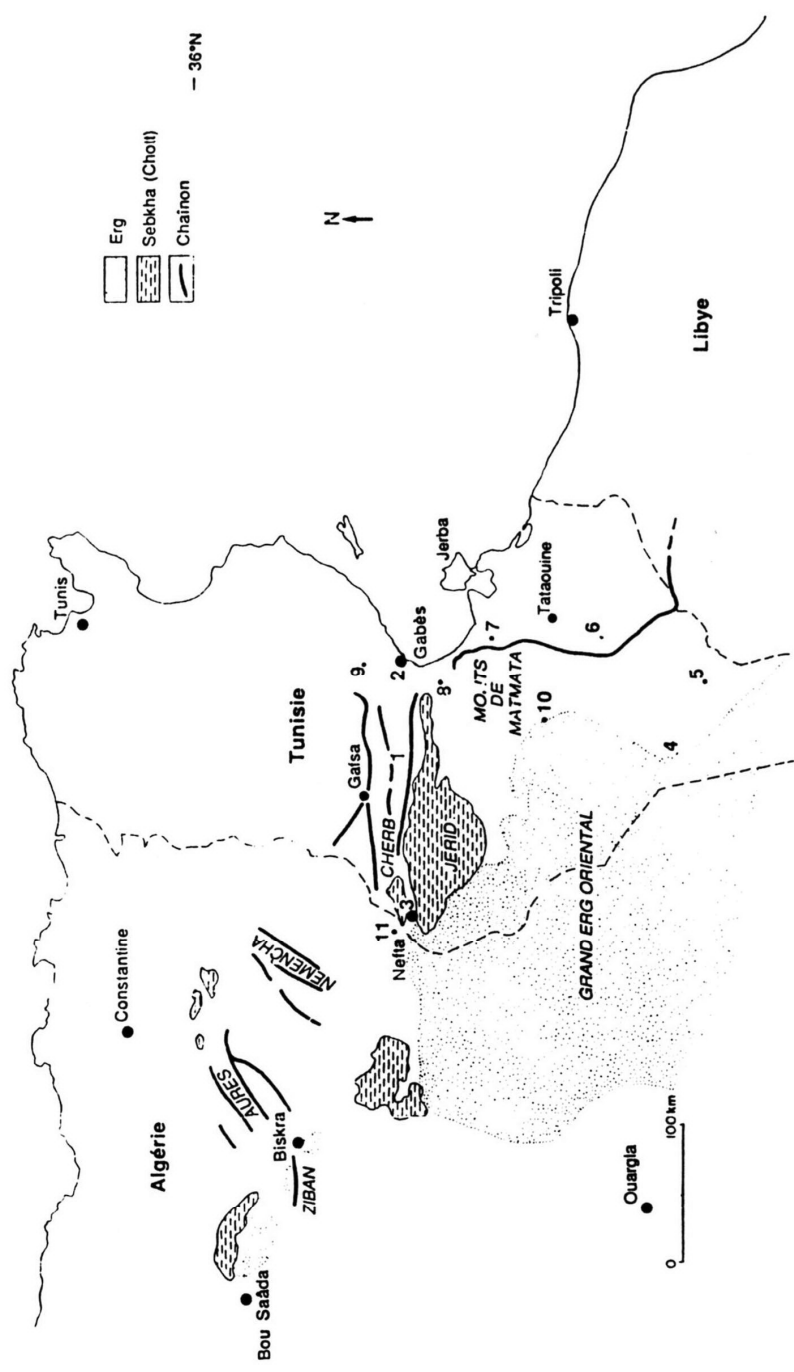 Erg
Sebkha (Chott)
Chainon
— 36°N
N
Tunis
Constantine
Algérie
Tunisie
9
2
Gabès
Gafsa
1
CHERB
JERID
8
7
MO.ITS
DE
MATMATA
Jerba
Tataouine
6
10
5
4
3
11
Nefta
NEMENCHA
AURES
Biskra
ZIBAN
Bou Saâda
GRAND ERG ORIENTAL
Ouargla
0 100 km
Tripoli
Libye